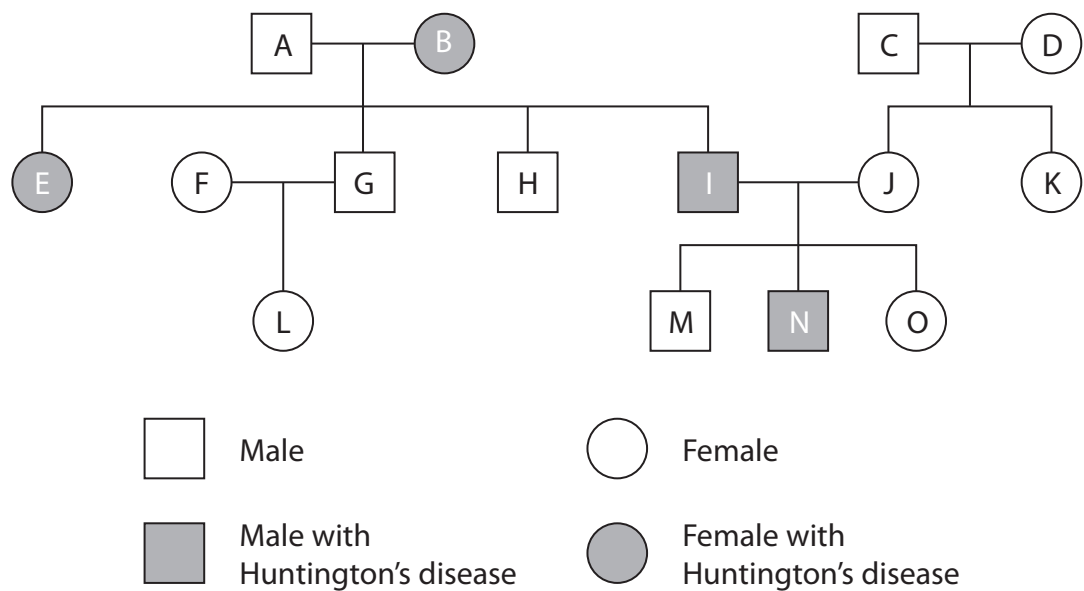 A
B
C
D
E
F
G
H
I
J
K
L
M
N
O
Male
Female
Male with
Huntington's disease
Female with
Huntington's disease